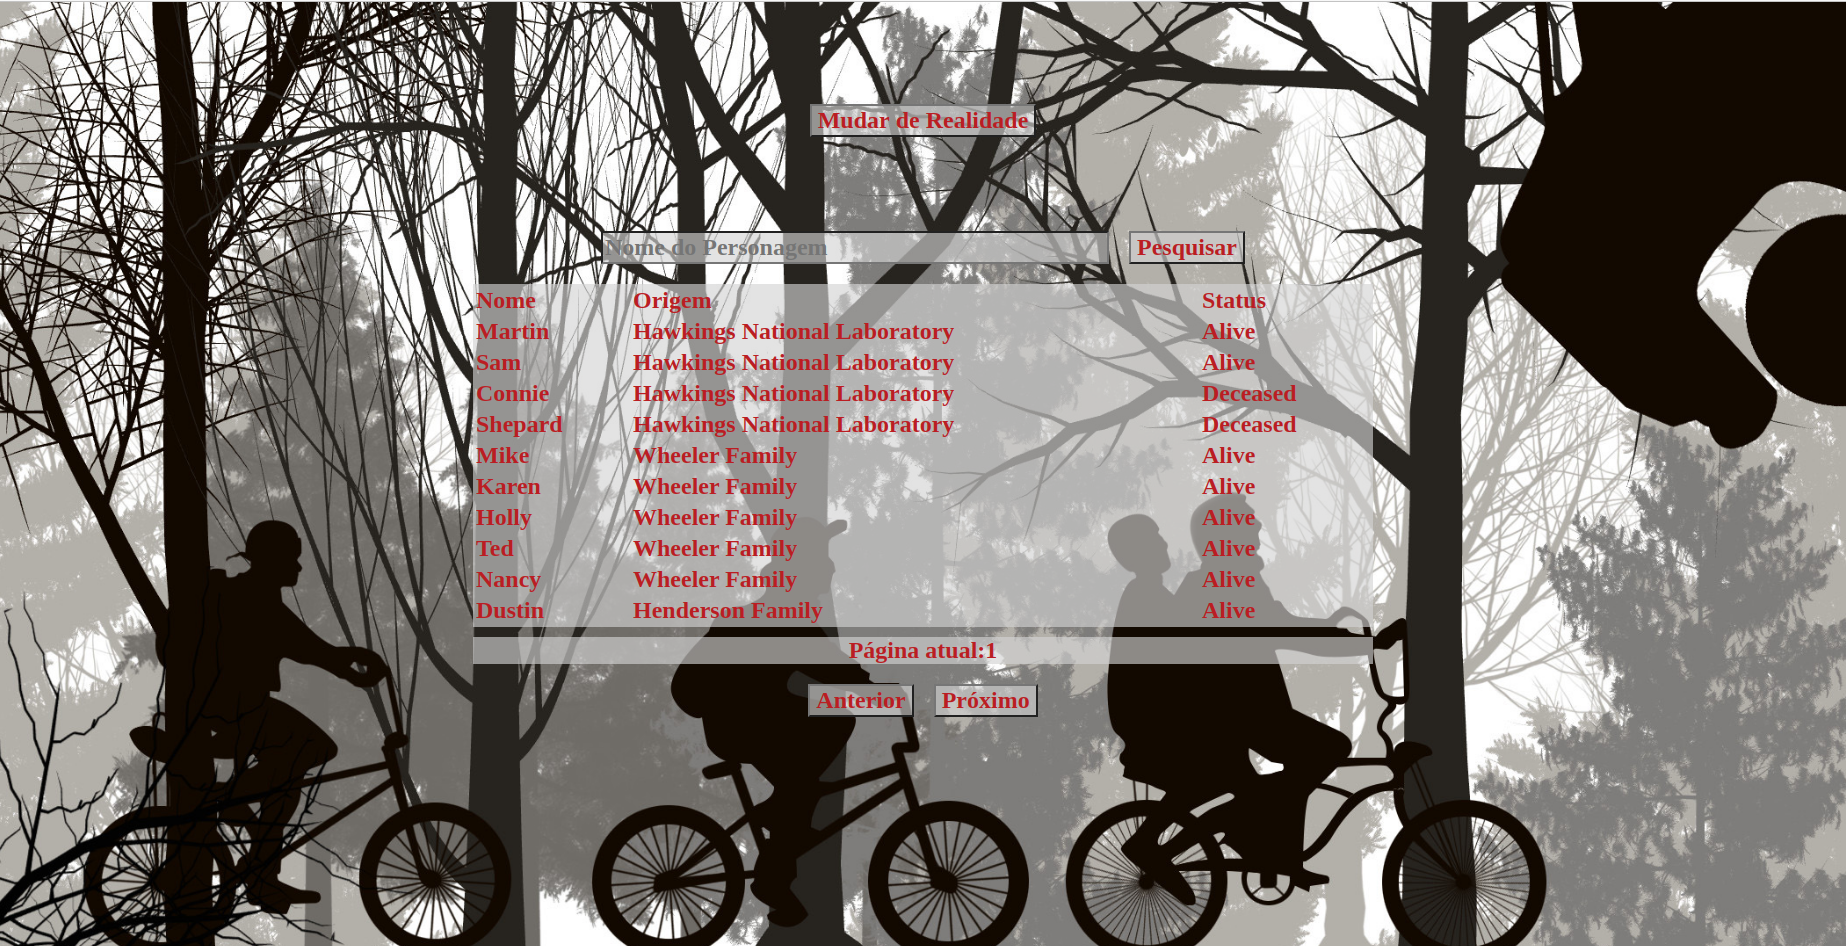 Mudar de Realidade
Nome do Personagem Pesquisar
Nome Origem Status
Martin Hawkings National Laboratory Alive
Sam Hawkings National Laboratory Alive
Connie Hawkings National Laboratory Deceased
Shepard Hawkings National Laboratory Deceased
Mike Wheeler Family Alive
Karen Wheeler Family Alive
Holly Wheeler Family Alive
Ted Wheeler Family Alive
Nancy Wheeler Family Alive
Dustin Henderson Family Alive
Página atual:1
Anterior Próximo